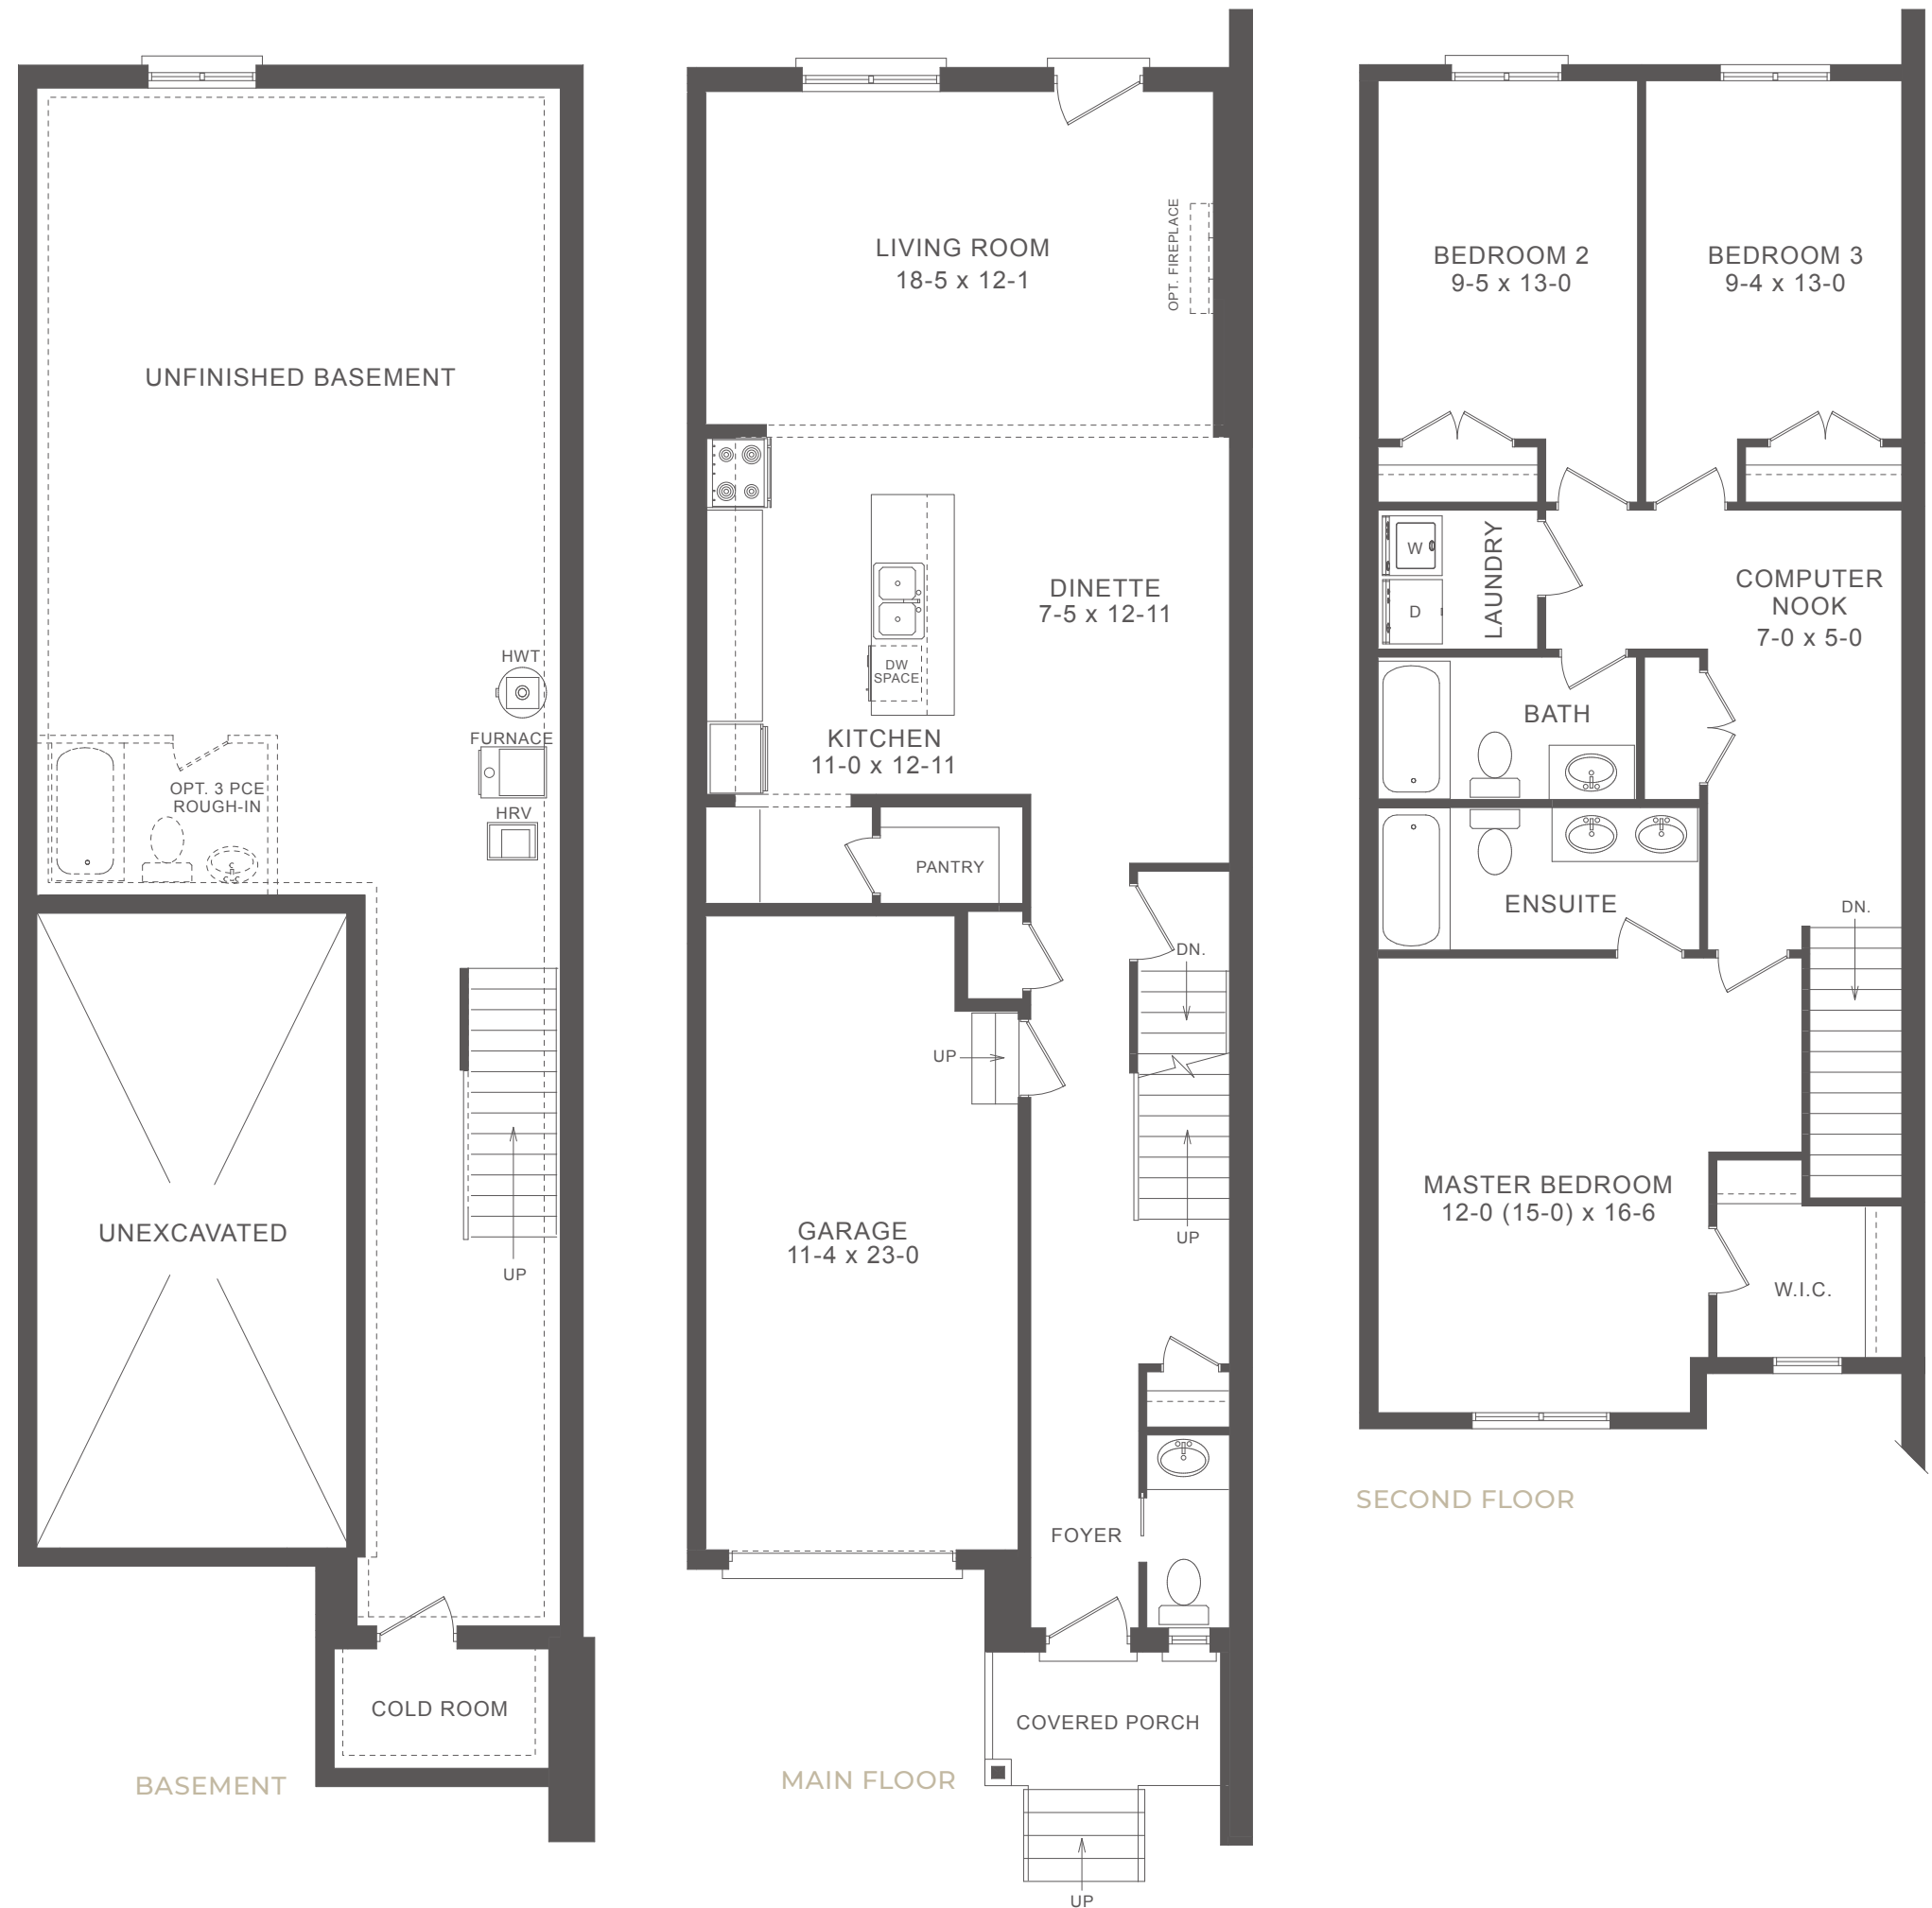 UNFINISHED BASEMENT
HWT
FURNACE
OPT. 3 PCE
ROUGH-IN
HRV
UNEXCAVATED
UP
COLD ROOM
BASEMENT
LIVING ROOM
18-5 x 12-1
OPT. FIREPLACE
DINETTE
7-5 x 12-11
DW
SPACE
KITCHEN
11-0 x 12-11
PANTRY
DN.
UP
GARAGE
11-4 x 23-0
UP
FOYER
COVERED PORCH
MAIN FLOOR
UP
BEDROOM 2
9-5 x 13-0
BEDROOM 3
9-4 x 13-0
W
D
LAUNDRY
COMPUTER
NOOK
7-0 x 5-0
BATH
ENSUITE
DN.
MASTER BEDROOM
12-0 (15-0) x 16-6
W.I.C.
SECOND FLOOR